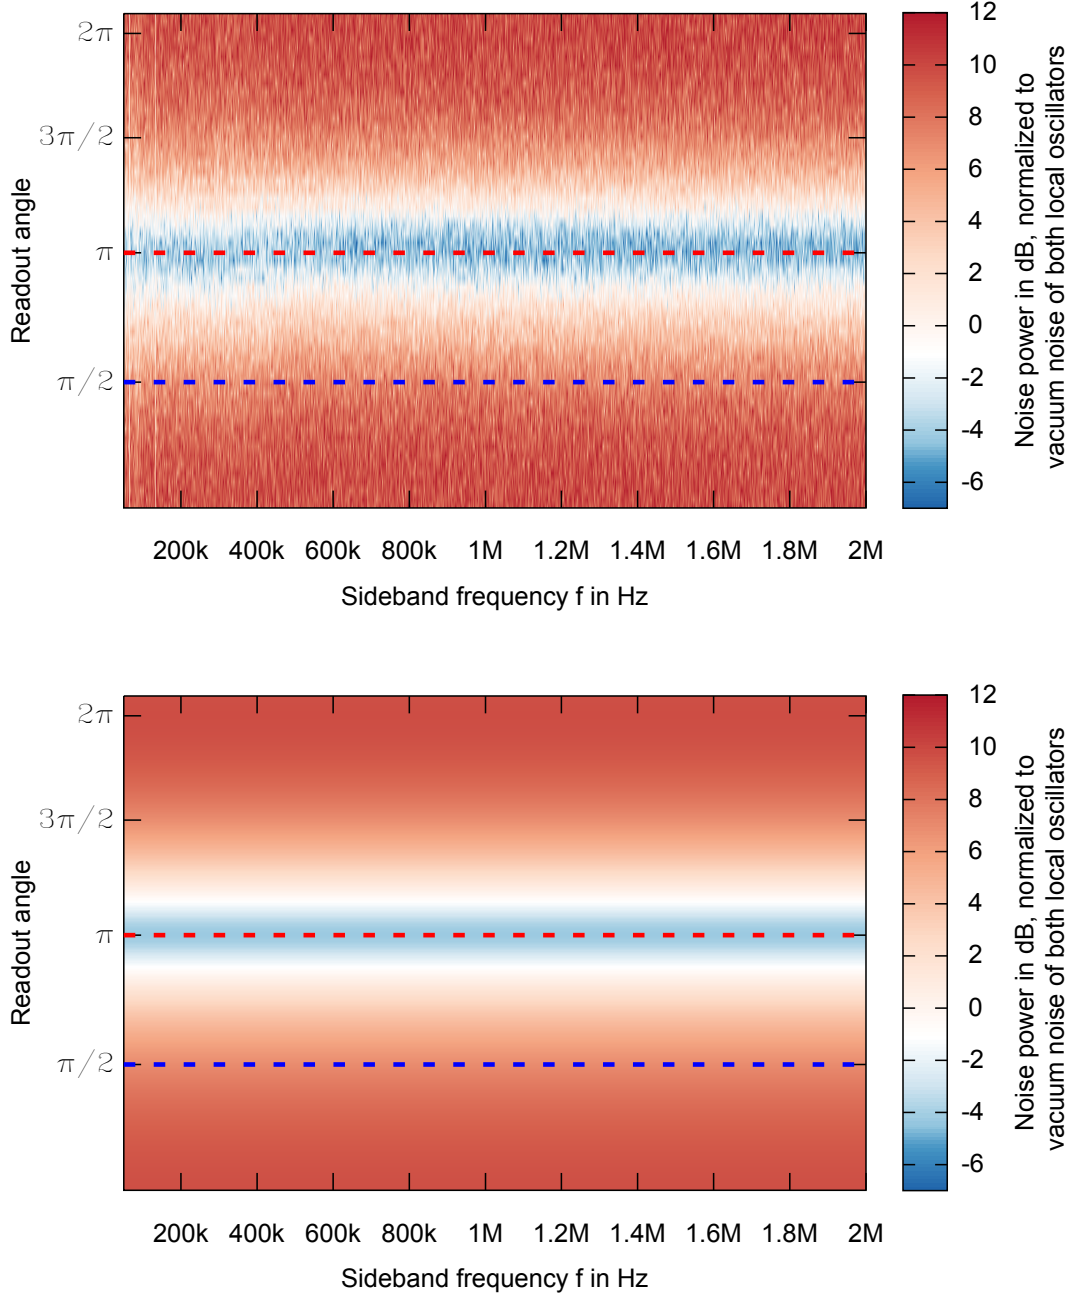 2π
3π/2
π
π/2
Readout angle
200k 400k 600k 800k 1M 1.2M 1.4M 1.6M 1.8M 2M
Sideband frequency f in Hz
12
10
8
6
4
2
0
-2
-4
-6
Noise power in dB, normalized to
vacuum noise of both local oscillators
2π
3π/2
π
π/2
Readout angle
200k 400k 600k 800k 1M 1.2M 1.4M 1.6M 1.8M 2M
Sideband frequency f in Hz
12
10
8
6
4
2
0
-2
-4
-6
Noise power in dB, normalized to
vacuum noise of both local oscillators